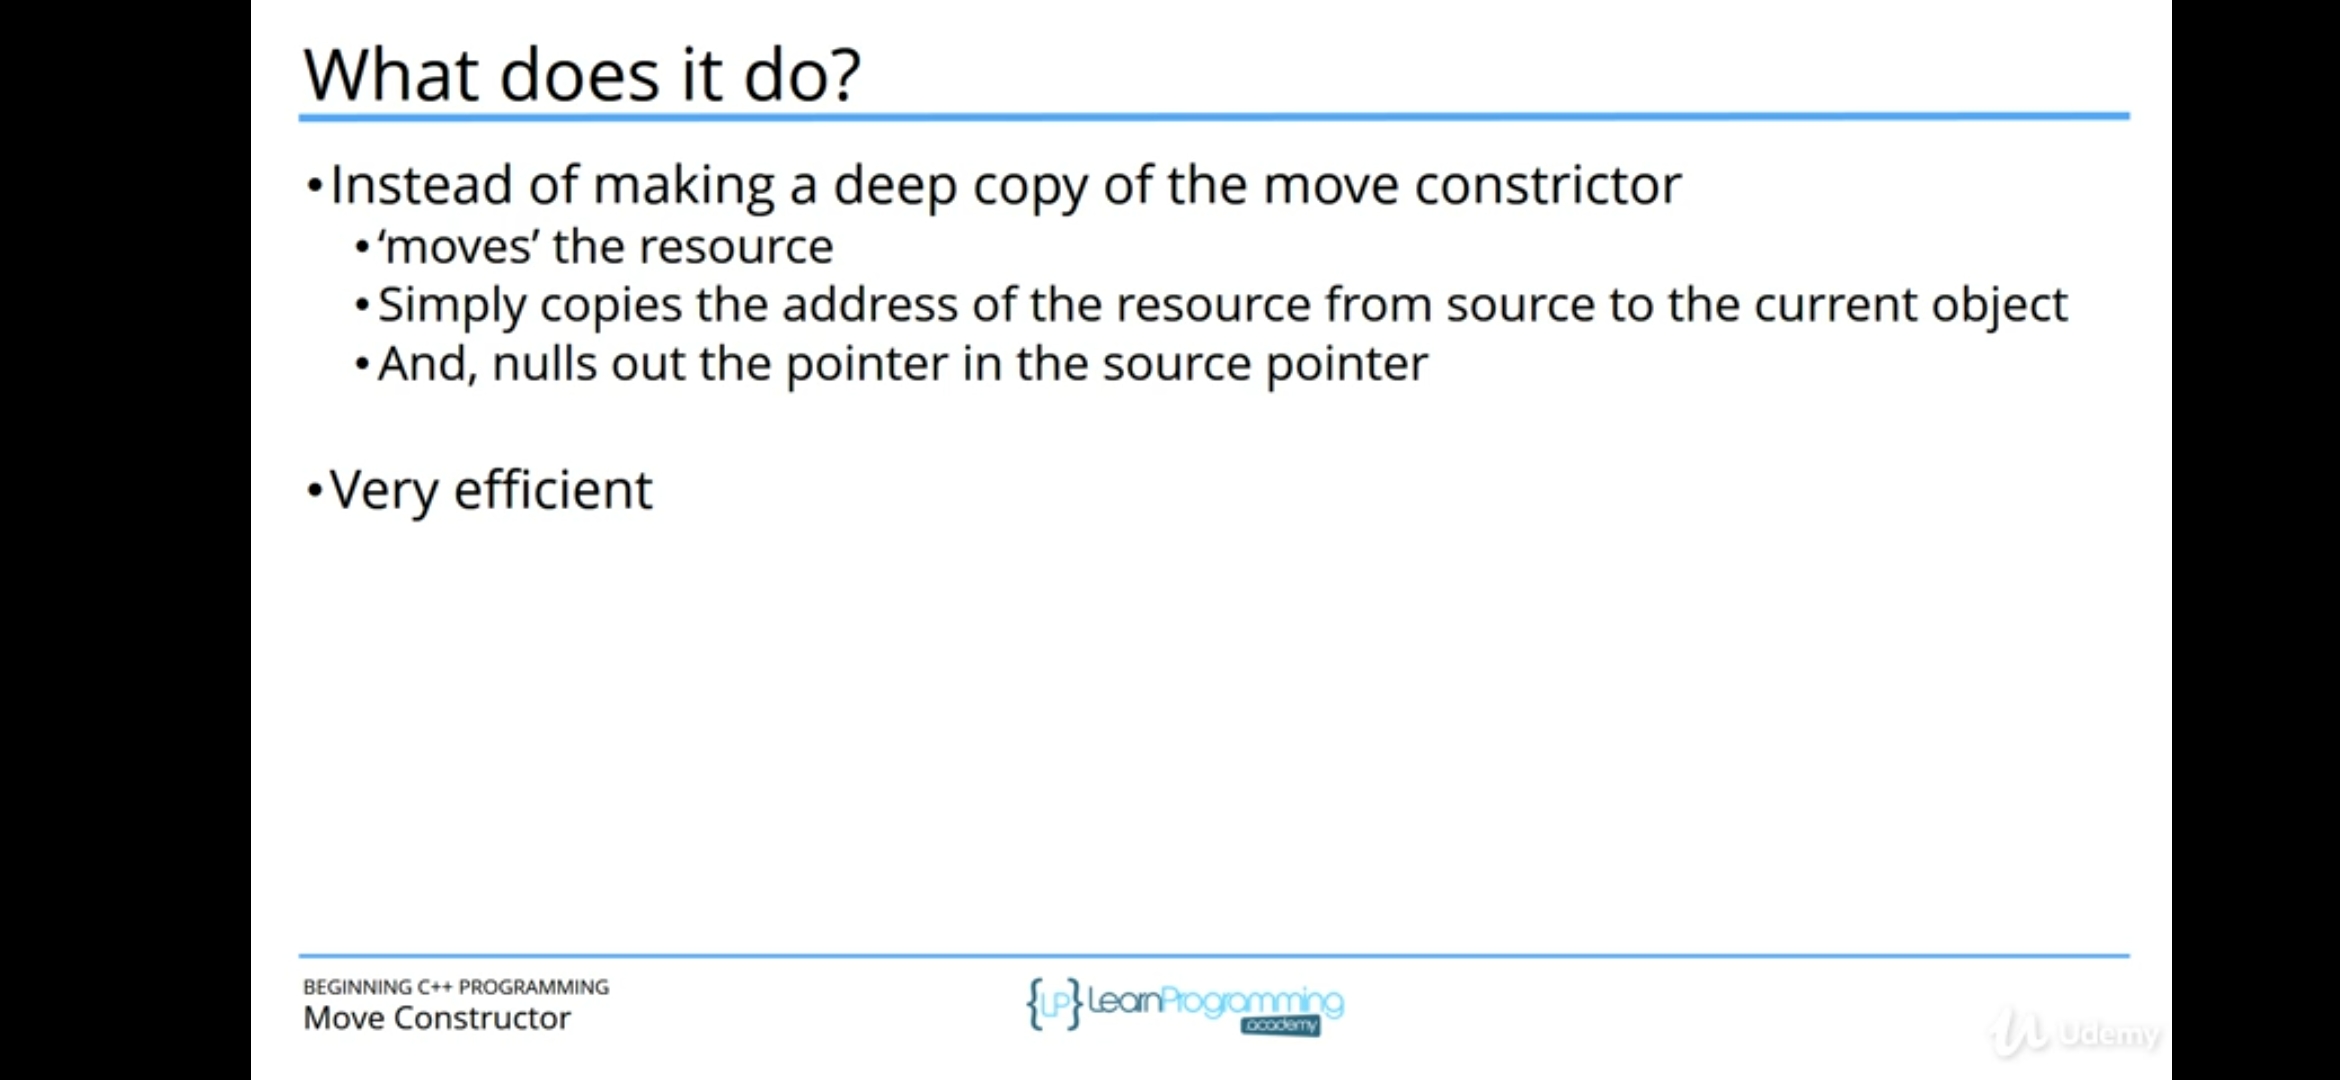 What does it do?
•Instead of making a deep copy of the move constrictor
•‘moves’ the resource
•Simply copies the address of the resource from source to the current object
•And, nulls out the pointer in the source pointer
•Very efficient
BEGINNING C++ PROGRAMMING
Move Constructor
{LP}LearnProgramming
academy
Udemy